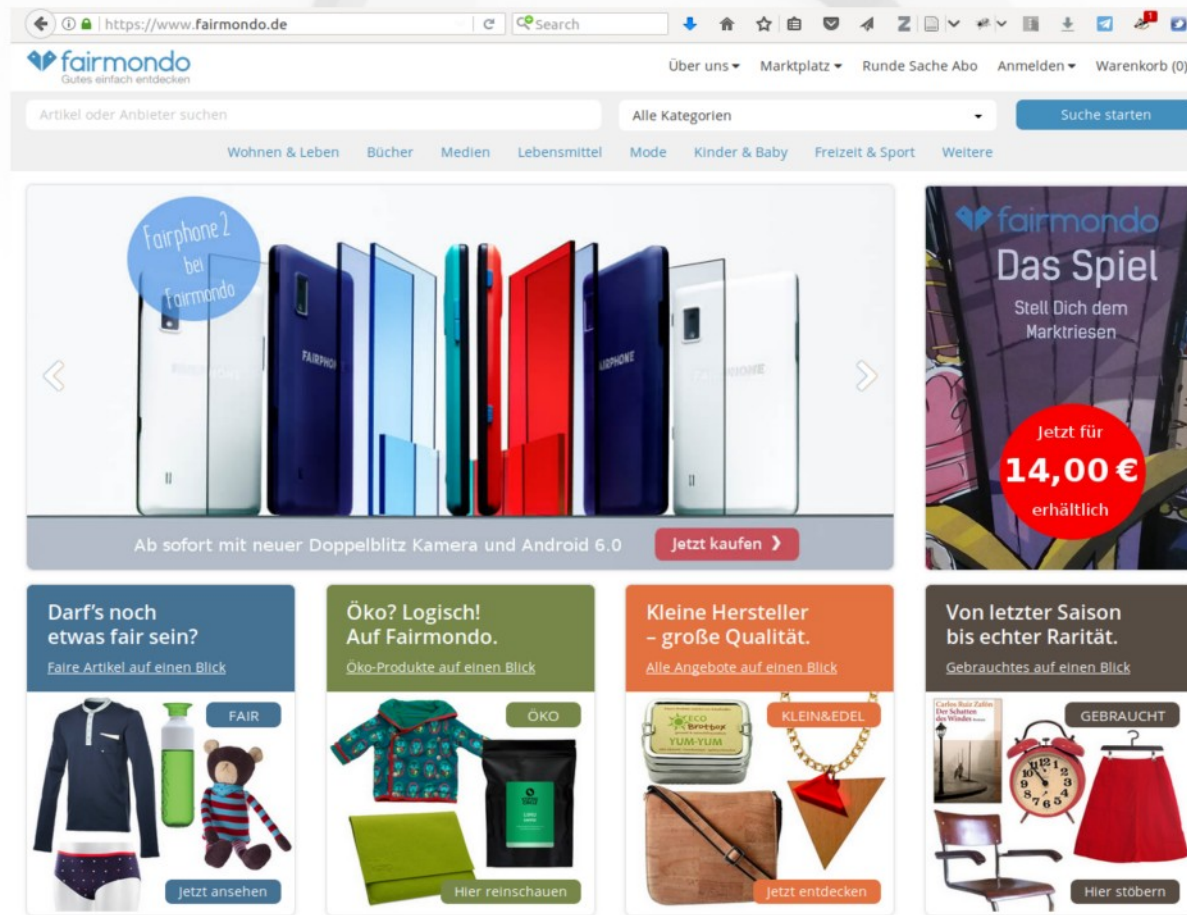 https://www.fairmondo.de
Search
1
fairmondo
Gutes einfach entdecken
Über uns
Marktplatz
Runde Sache Abo
Anmelden
Warenkorb (0)
Artikel oder Anbieter suchen
Alle Kategorien
Suche starten
Wohnen & Leben
Bücher
Medien
Lebensmittel
Mode
Kinder & Baby
Freizeit & Sport
Weitere
Fairphone 2
bei
Fairmondo
FAIRPHONE
Ab sofort mit neuer Doppelblitz Kamera und Android 6.0
Jetzt kaufen
fairmondo
Das Spiel
Stell Dich dem
Marktriesen
Jetzt für
14,00 €
erhältlich
Darf's noch
etwas fair sein?
Faire Artikel auf einen Blick
FAIR
Jetzt ansehen
Öko? Logisch!
Auf Fairmondo.
Öko-Produkte auf einen Blick
ÖKO
Hier reinschauen
Kleine Hersteller
– große Qualität.
Alle Angebote auf einen Blick
KLEIN&EDEL
ECO
Brotbox
YUM-YUM
Jetzt entdecken
Von letzter Saison
bis echter Rarität.
Gebrauchtes auf einen Blick
GEBRAUCHT
Carlos Ruiz Zafón
Der Schatten
des Windes
Hier stöbern